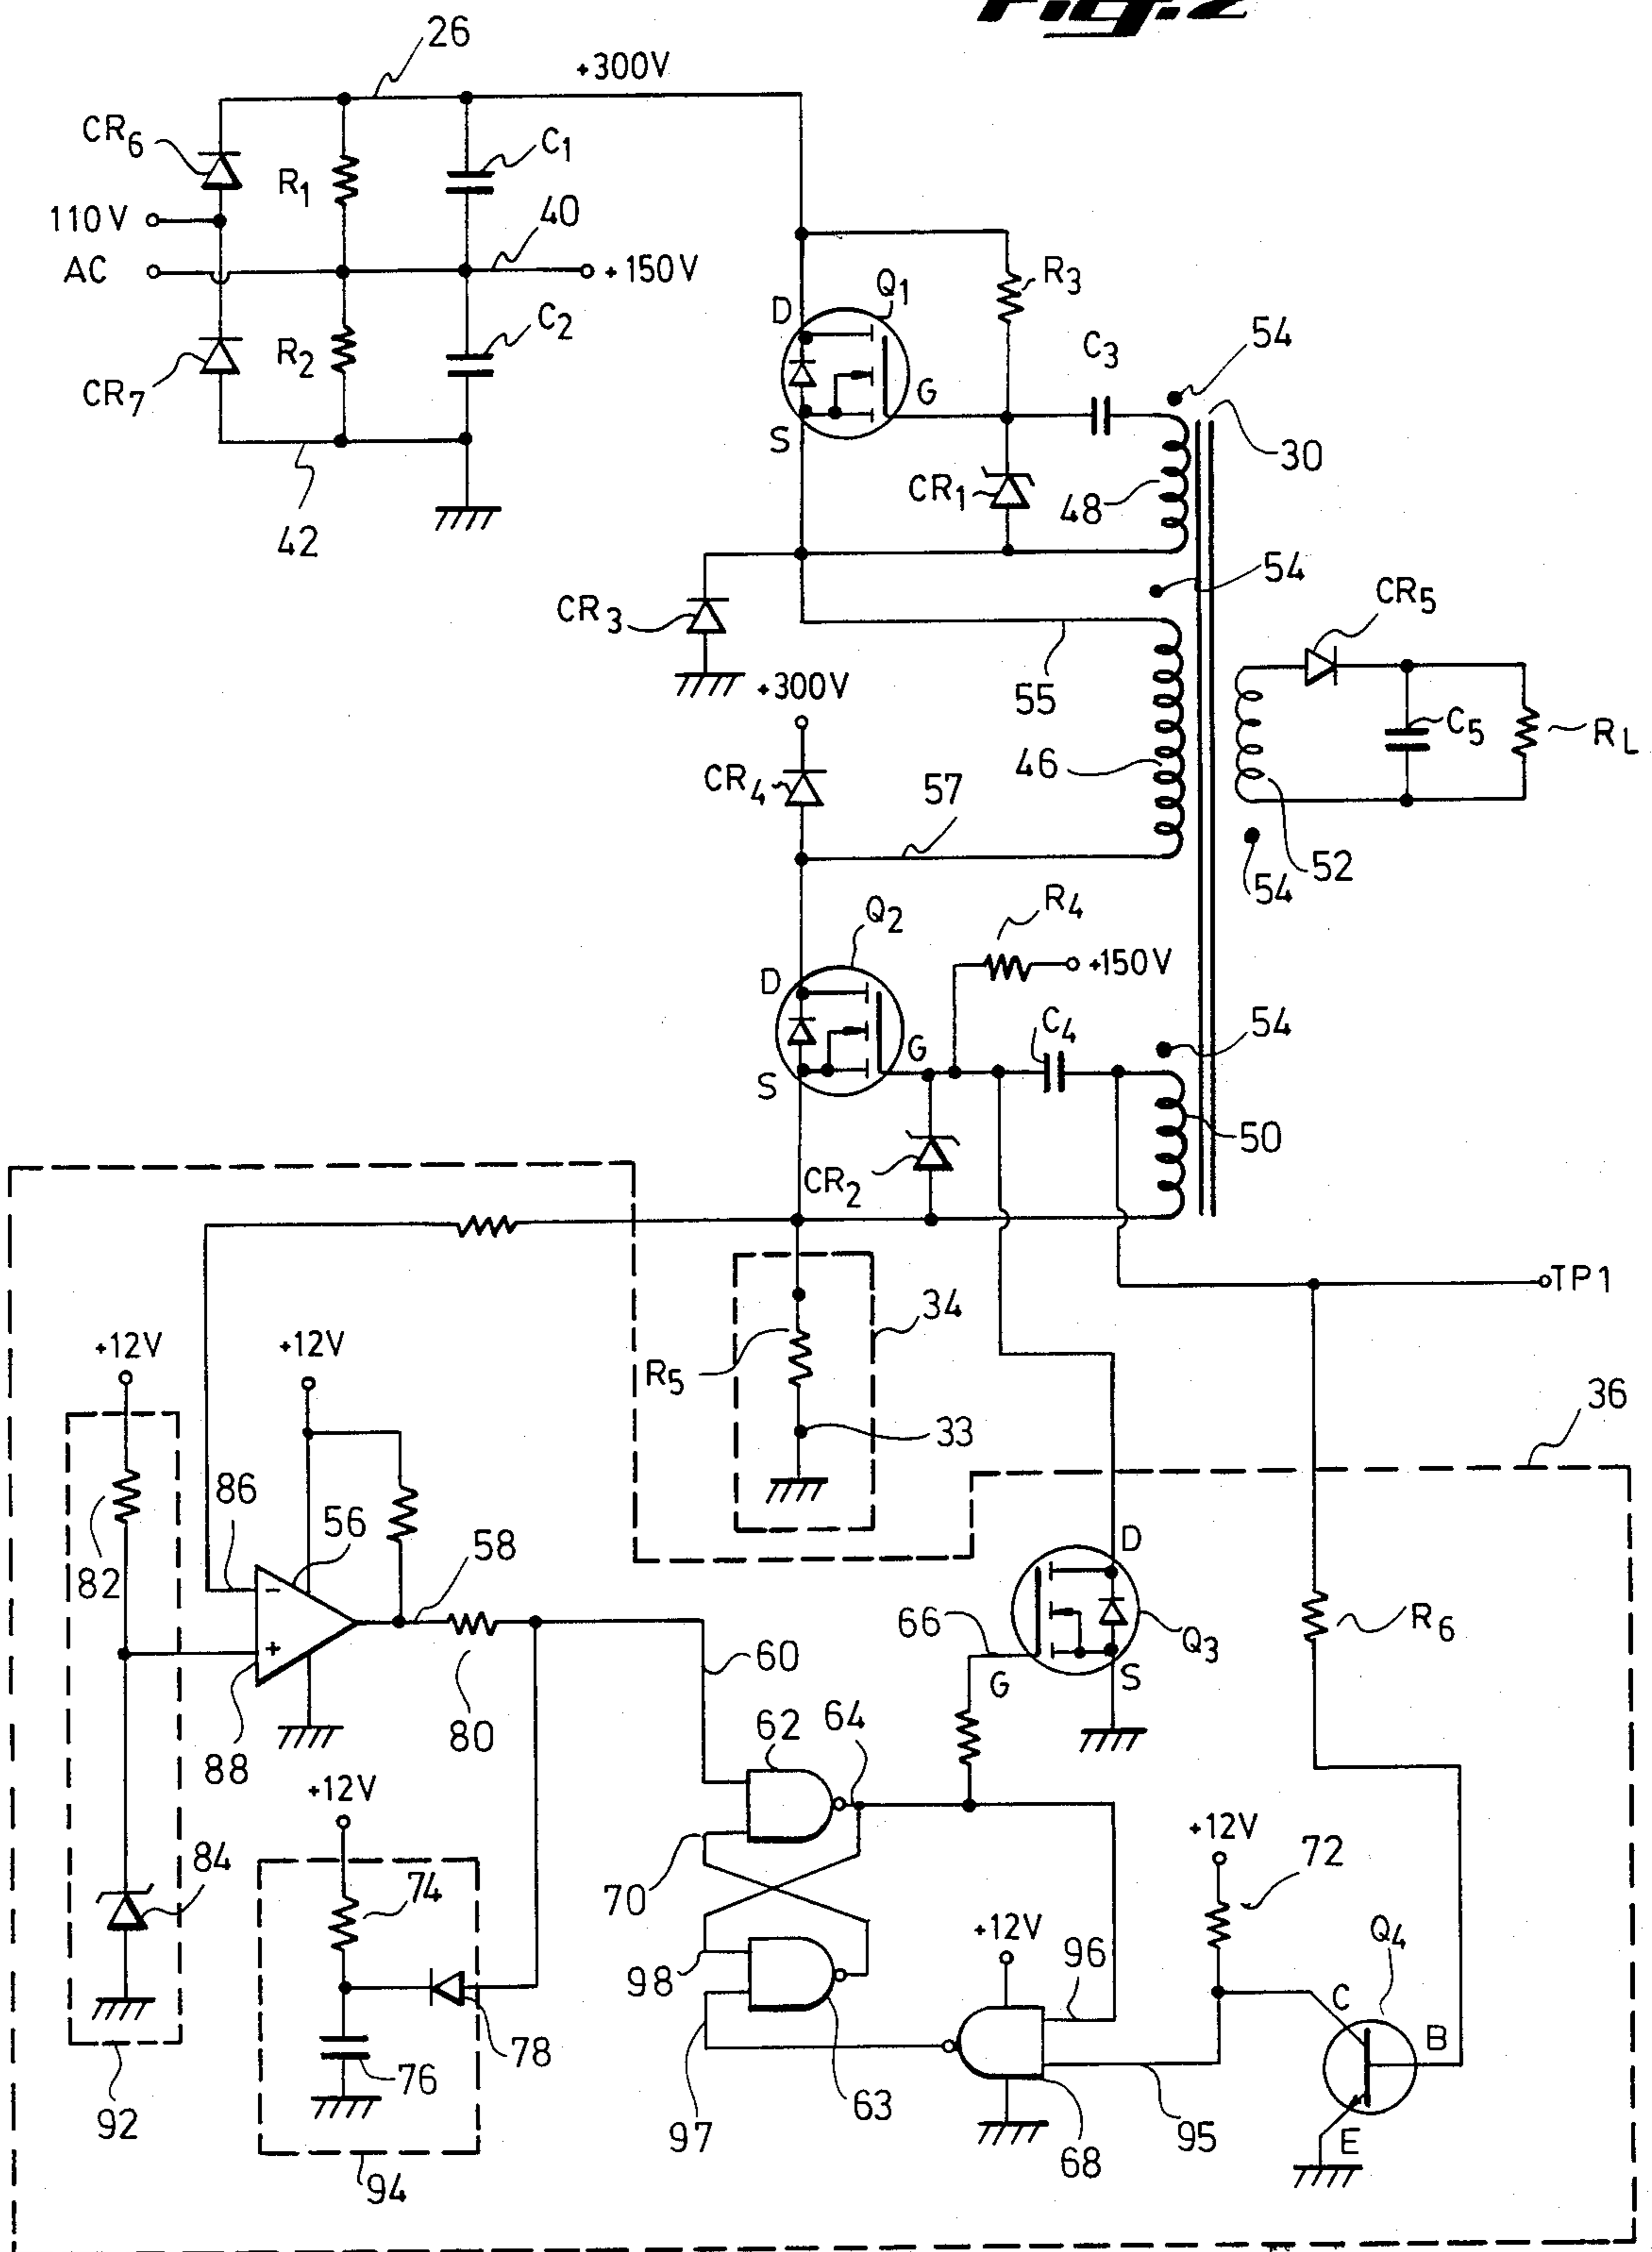 Fig. 2
26
+300V
CR6
C1
R1
110 V
40
AC
+ 150V
Q1
R3
D
C2
54
C3
R2
CR7
G
30
S
CR1
48
42
54
CR3
CR5
+300V
55
C5
RL
46
CR4
57
52
54
R4
Q2
+150V
D
C4
54
G
S
50
CR2
TP1
34
+12V
+12V
R5
36
33
86
D
56
58
82
66
R6
Q3
60
S
G
80
62
64
88
+12V
+12V
72
84
74
70
+12V
Q4
96
98
C
B
78
76
63
92
97
95
E
68
94